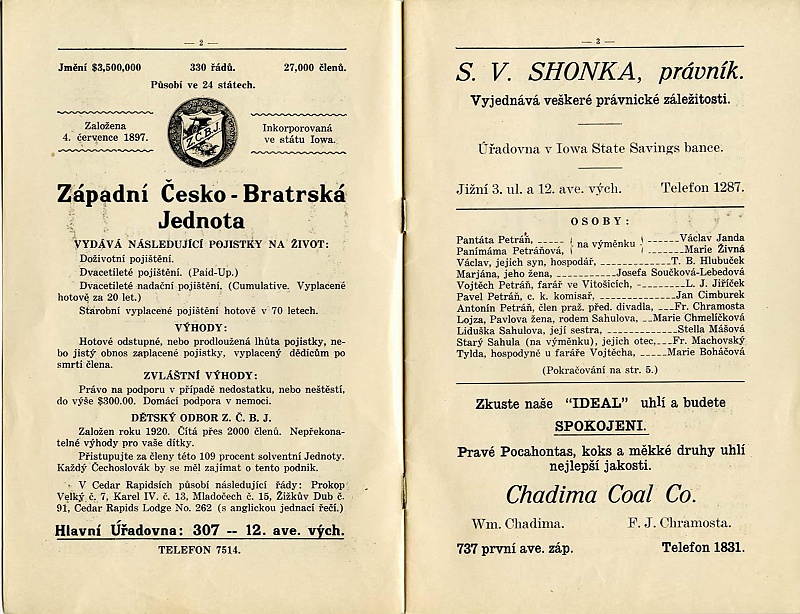 — 2 —
Jmění $3,500,000 330 řádů. 27,000 členů.
Působí ve 24 státech.
Založena
4. července 1897.
Z.Č.B.J.
Inkorporovaná
ve státu Iowa.
Západní Česko - Bratrská
Jednota
VYDÁVÁ NÁSLEDUJÍCÍ POJISTKY NA ŽIVOT:
Doživotní pojištění.
Dvacetileté pojištění. (Paid-Up.)
Dvacetileté nadační pojištění. (Cumulative. Vyplacené
hotově za 20 let.)
Starobní vyplacené pojištění hotově v 70 letech.
VÝHODY:
Hotové odstupné, nebo prodloužená lhůta pojistky, ne-
bo jistý obnos zaplacené pojistky, vyplacený dědicům po
smrti člena.
ZVLÁŠTNÍ VÝHODY:
Právo na podporu v případě nedostatku, nebo neštěstí,
do výše $300.00. Domácí podpora v nemoci.
DĚTSKÝ ODBOR Z. Č. B. J.
Založen roku 1920. Čítá přes 2000 členů. Nepřekona-
telné výhody pro vaše dítky.
Přistupujte za členy této 109 procent solventní Jednoty.
Každý Čechoslovák by se měl zajímat o tento podnik.
V Cedar Rapidsích působí následující řády: Prokop
Velký č. 7, Karel IV. č. 13, Mladočech č. 15, Žižkův Dub č.
91, Cedar Rapids Lodge No. 262 (s anglickou jednací řečí.)
Hlavní Úřadovna: 307 -- 12. ave. vých.
TELEFON 7514.
— 3 —
S. V. SHONKA, právník.
Vyjednává veškeré právnické záležitosti.
Úřadovna v Iowa State Savings bance.
Jižní 3. ul. a 12. ave. vých. Telefon 1287.
OSOBY:
Pantáta Petráň, ----- ( na výměnku ) ------Václav Janda
Panímáma Petráňová, ------Marie Živná
Václav, jejich syn, hospodář, -----------T. B. Hlubuček
Marjána, jeho žena, ----------Josefa Součková-Lebedová
Vojtěch Petráň, farář ve Vitošicích, --------L. J. Jiříček
Pavel Petráň, c. k. komisař, ------------Jan Cimburek
Antonín Petráň, člen praž. před. divadla, ---Fr. Chramosta
Lojza, Pavlova žena, rodem Sahulova, --Marie Chmelíčková
Liduška Sahulova, její sestra, -----------Stella Mášová
Starý Sahula (na výměnku), jejich otec,---Fr. Machovský
Tylda, hospodyně u faráře Vojtěcha, -----Marie Boháčová
(Pokračování na str. 5.)
Zkuste naše "IDEAL" uhlí a budete
SPOKOJENI.
Pravé Pocahontas, koks a měkké druhy uhlí
nejlepší jakosti.
Chadima Coal Co.
Wm. Chadima. F. J. Chramosta.
737 první ave. záp. Telefon 1831.